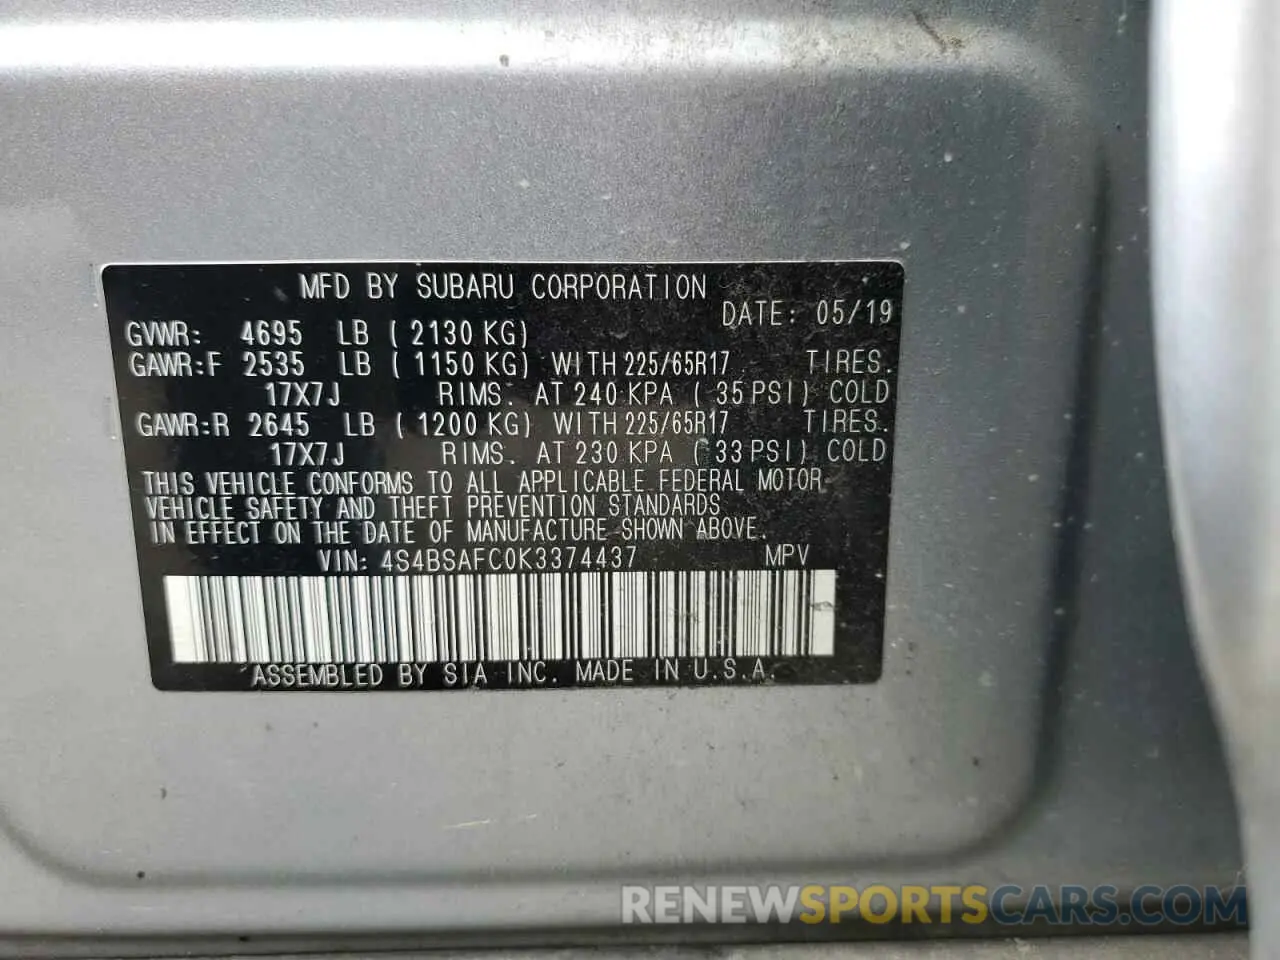 MFD BY SUBARU CORPORATION
DATE: 05/19
GVWR: 4695 LB ( 2130 KG)
GAWR:F 2535 LB ( 1150 KG) WITH 225/65R17 TIRES.
17X7J RIMS. AT 240 KPA ( 35 PSI) COLD
GAWR:R 2645 LB ( 1200 KG) WITH 225/65R17 TIRES.
17X7J RIMS. AT 230 KPA ( 33 PSI) COLD
THIS VEHICLE CONFORMS TO ALL APPLICABLE FEDERAL MOTOR
VEHICLE SAFETY AND THEFT PREVENTION STANDARDS
IN EFFECT ON THE DATE OF MANUFACTURE SHOWN ABOVE.
VIN: 4S4BSAFC0K3374437 MPV
ASSEMBLED BY SIA INC. MADE IN U.S.A.
RENEWSPORTSCARS.COM